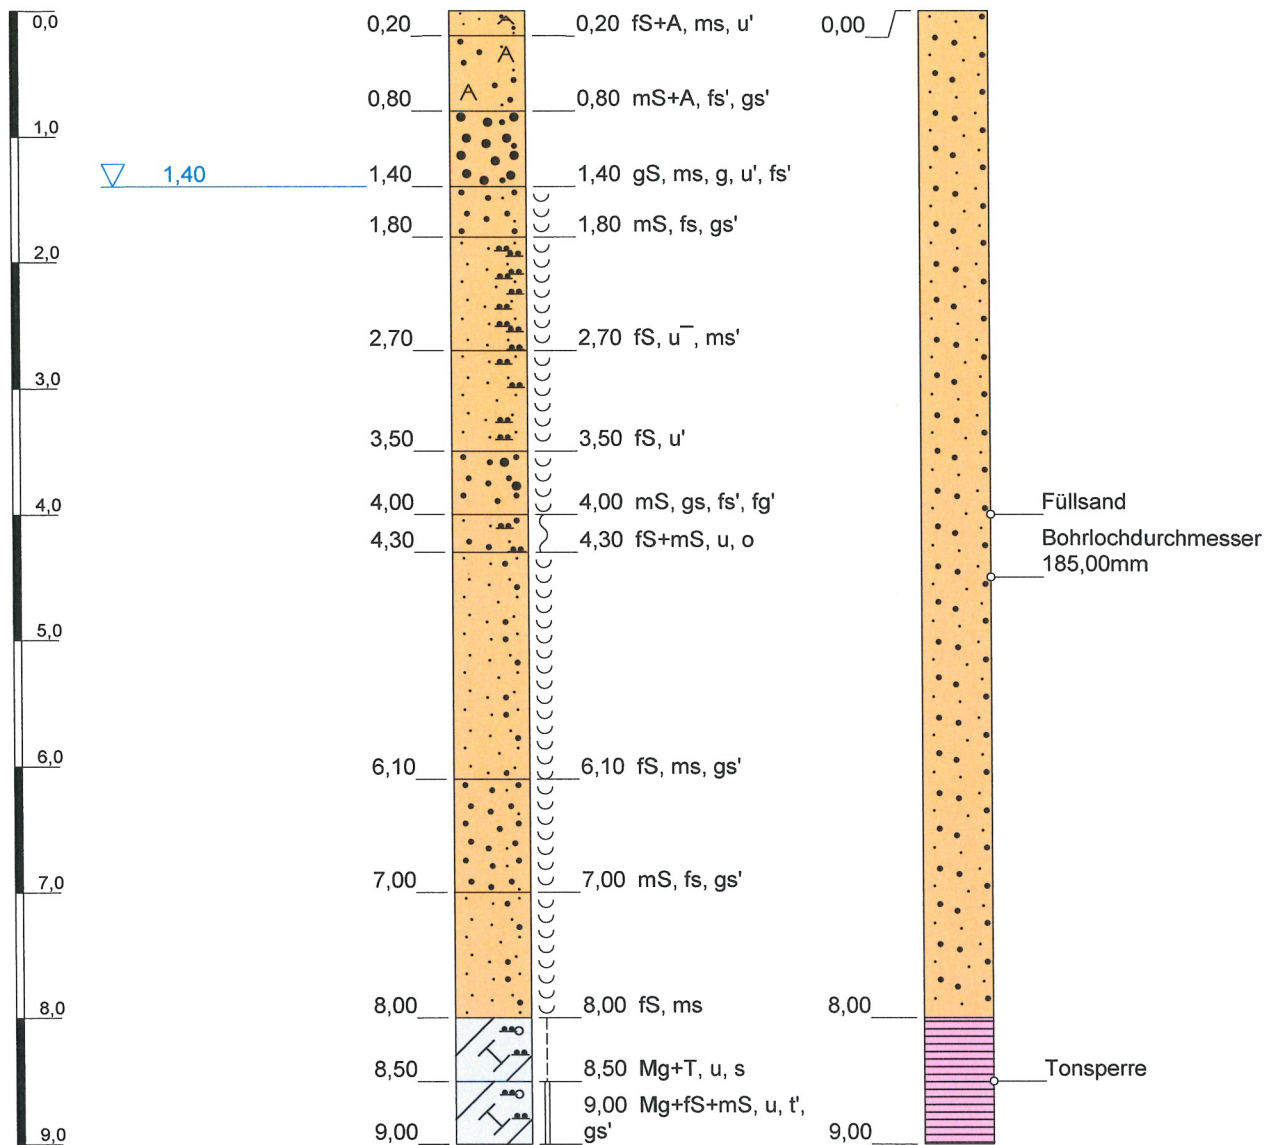 0,0
0,20
0,20 fS+A, ms, u'
0,00
A
A
A
0,80
0,80 mS+A, fs', gs'
1,0
1,40
1,40
1,40 gS, ms, g, u', fs'
1,80
1,80 mS, fs, gs'
2,0
2,70
2,70 fS, u‾, ms'
3,0
3,50
3,50 fS, u'
4,00
4,00 mS, gs, fs', fg'
Füllsand
4,0
4,30
4,30 fS+mS, u, o
Bohrlochdurchmesser
185,00mm
5,0
6,0
6,10
6,10 fS, ms, gs'
7,0
7,00
7,00 mS, fs, gs'
8,0
8,00
8,00 fS, ms
8,00
8,50
8,50 Mg+T, u, s
Tonsperre
9,00 Mg+fS+mS, u, t',
gs'
9,0
9,00
9,00